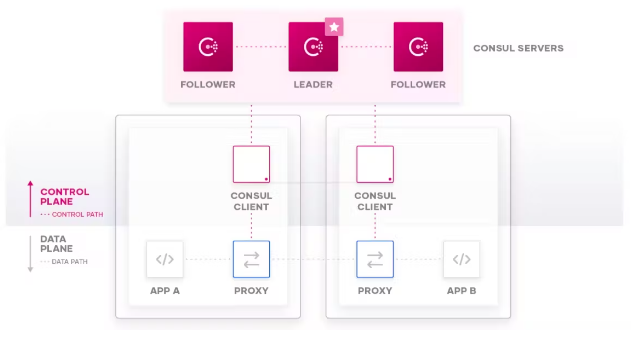 CONSUL SERVERS
FOLLOWER
LEADER
FOLLOWER
CONSUL
CLIENT
CONSUL
CLIENT
CONTROL
PLANE
CONTROL PATH
DATA
PLANE
DATA PATH
</>
</>
APP A
PROXY
PROXY
APP B